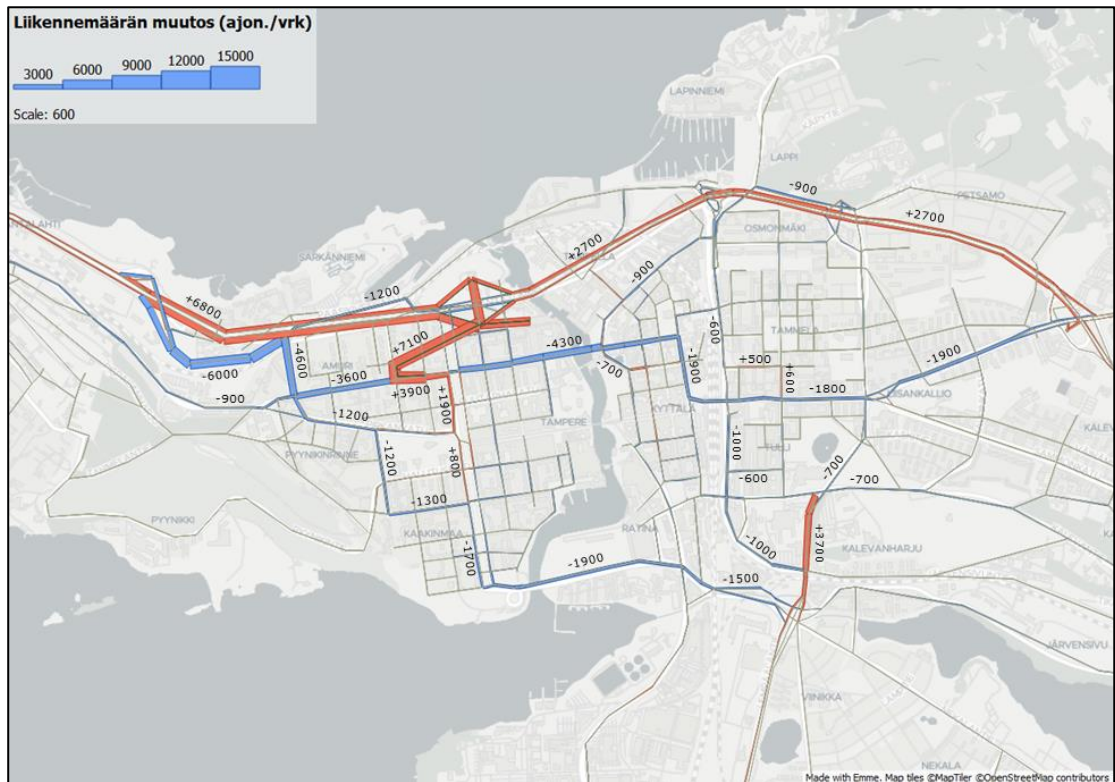 Liikennemäärän muutos (ajon./vrk)
3000 6000 9000 12000 15000
Scale: 600
LAPINNIEMI
KÄPYTIE
LAPPI
-900
PETSAMO
+2700
SÄRKÄNNIEMI
OSMONMÄKI
+2700
-900
+6800
-1200
-600
TAMMELA
+7100
-4300
-1900
-4600
AMURI
-3600
-700
-1900
+500
+600
-6000
+3900
-1800
-900
+1900
KYTTÄLÄ
-1200
TAMPERE
PYYNIKINRINNE
-1200
+800
-1000
TULLI
-600
-700
-700
-1300
PYYNIKKI
KAAKINMAA
RATINA
+3700
-1700
-1000
KALEVANHARJU
-1900
-1500
JÄRVENSIVU
VIINIKKA
NEKALA
Made with Emme. Map tiles ©MapTiler ©OpenStreetMap contributors